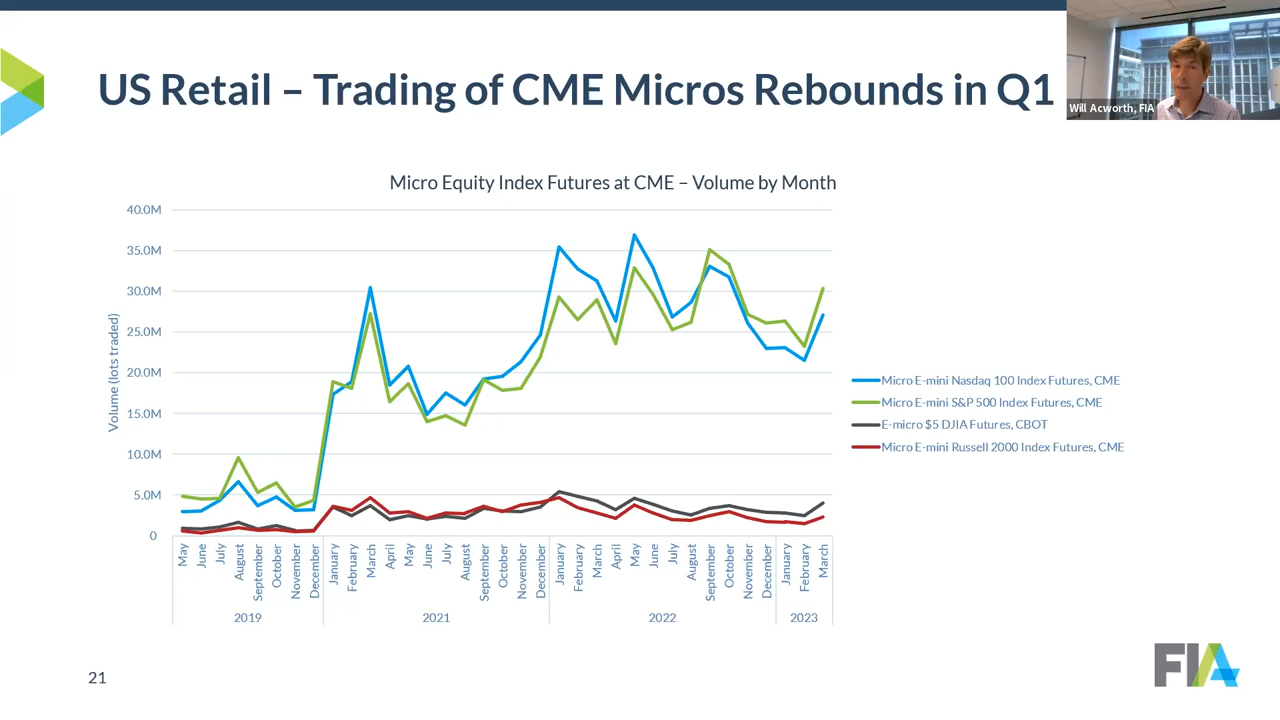 US Retail – Trading of CME Micros Rebounds in Q1
Will Acworth, FIA
Micro Equity Index Futures at CME – Volume by Month
Volume (lots traded)
40.0M
35.0M
30.0M
25.0M
20.0M
15.0M
10.0M
5.0M
0
May
June
July
August
September
October
November
December
January
February
March
April
May
June
July
August
September
October
November
December
January
February
March
April
May
June
July
August
September
October
November
December
January
February
March
2019
2021
2022
2023
Micro E-mini Nasdaq 100 Index Futures, CME
Micro E-mini S&P 500 Index Futures, CME
E-micro $5 DJIA Futures, CBOT
Micro E-mini Russell 2000 Index Futures, CME
21
FIA